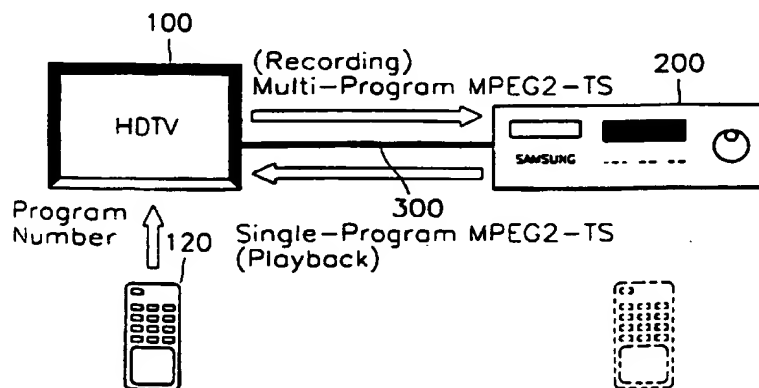 100
(Recording)
Multi-Program MPEG2-TS
200
HDTV
SAMSUNG
300
Program
Number
120
Single-Program MPEG2-TS
(Playback)